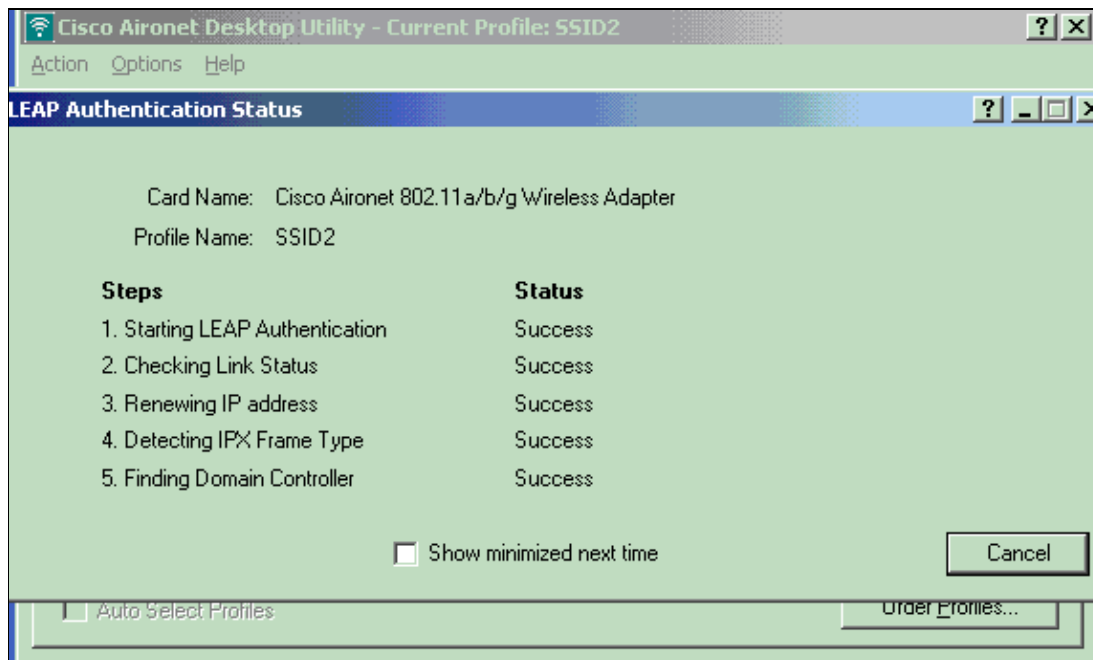 Cisco Aironet Desktop Utility - Current Profile: SSID2
Action Options Help
LEAP Authentication Status
Card Name: Cisco Aironet 802.11a/b/g Wireless Adapter
Profile Name: SSID2
Steps Status
1. Starting LEAP Authentication Success
2. Checking Link Status Success
3. Renewing IP address Success
4. Detecting IPX Frame Type Success
5. Finding Domain Controller Success
Show minimized next time Cancel
Auto Select Profiles Order Profiles...